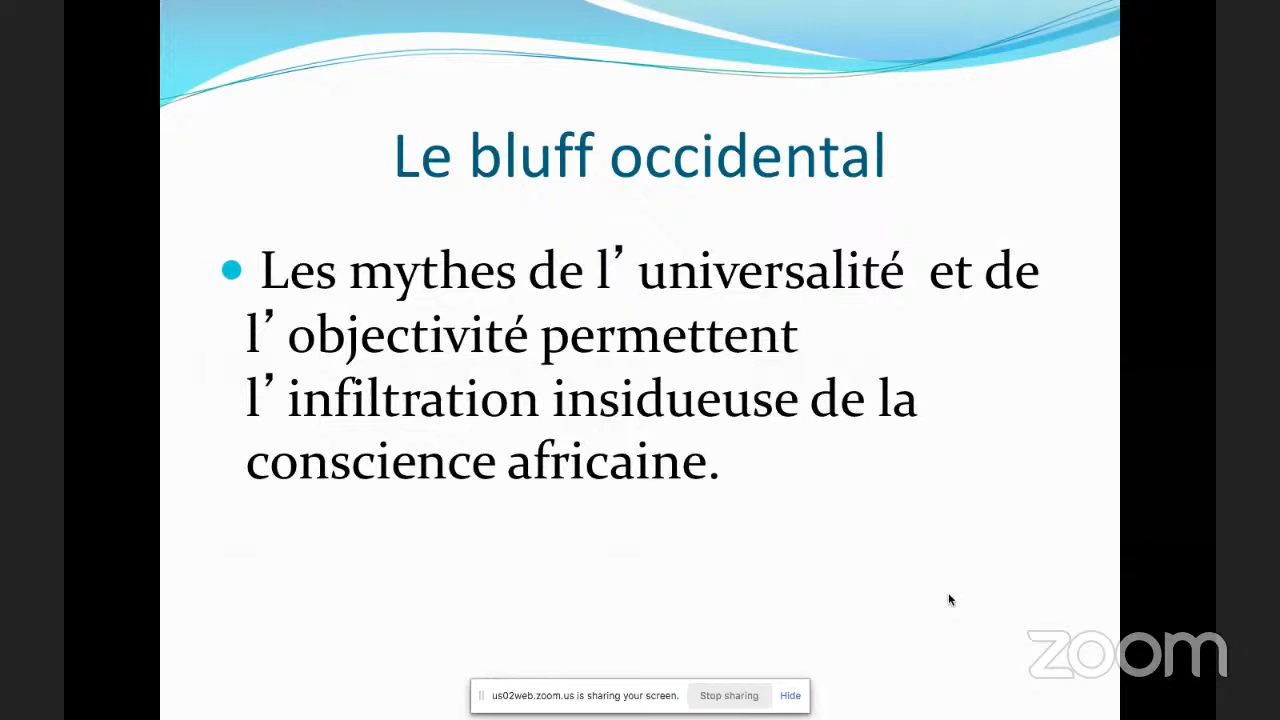 Le bluff occidental
• Les mythes de l’ universalité et de
l’ objectivité permettent
l’ infiltration insidueuse de la
conscience africaine.
zoom
us02web.zoom.us is sharing your screen. Stop sharing Hide